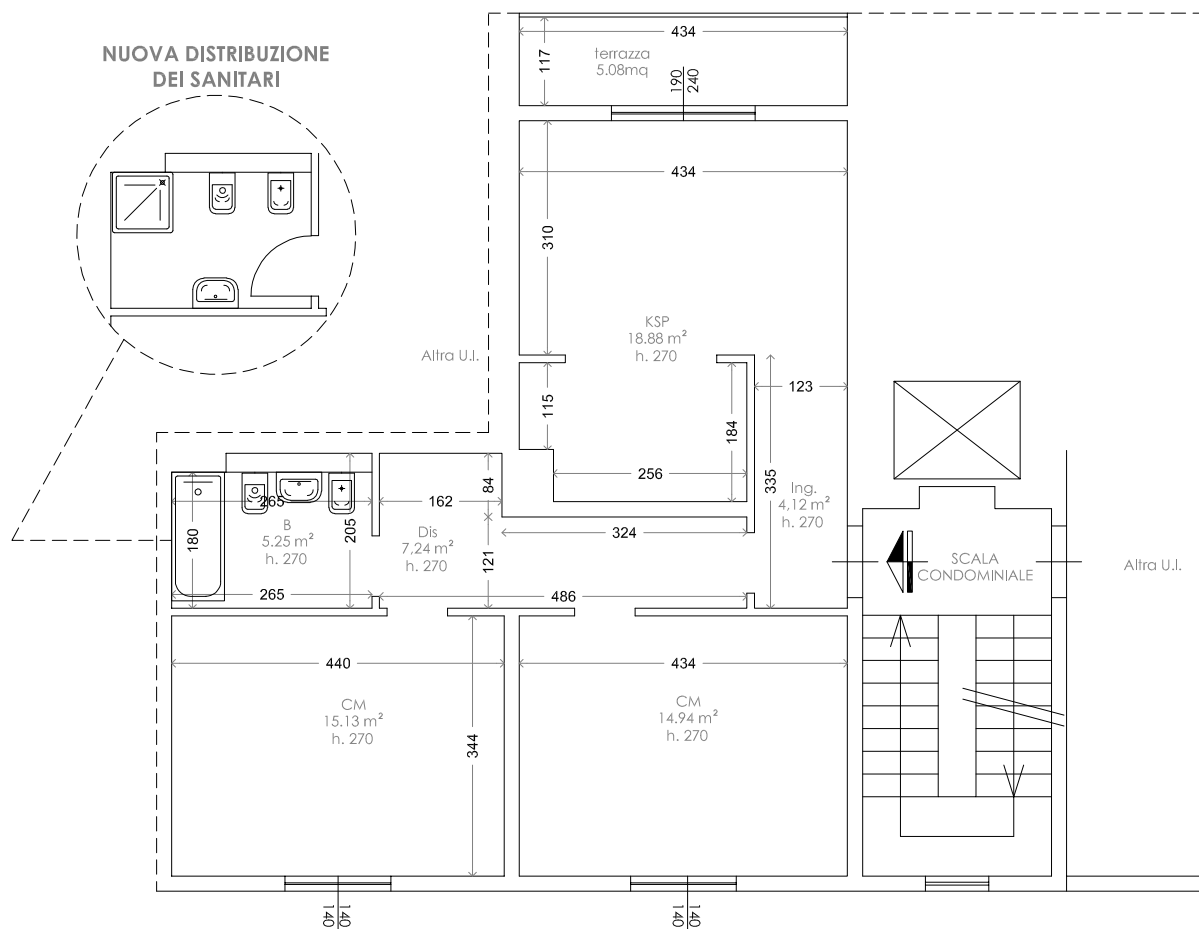 NUOVA DISTRIBUZIONE
DEI SANITARI
434
117
terrazza
5.08mq
190
240
434
310
KSP
18.88 m²
h. 270
Altra U.I.
123
115
184
335
256
Ing.
4,12 m²
h. 270
265
162
84
180
B
5.25 m²
h. 270
205
Dis
7,24 m²
h. 270
121
324
SCALA
CONDOMINIALE
Altra U.I.
265
486
440
434
CM
15.13 m²
h. 270
344
CM
14.94 m²
h. 270
140
140
140
140